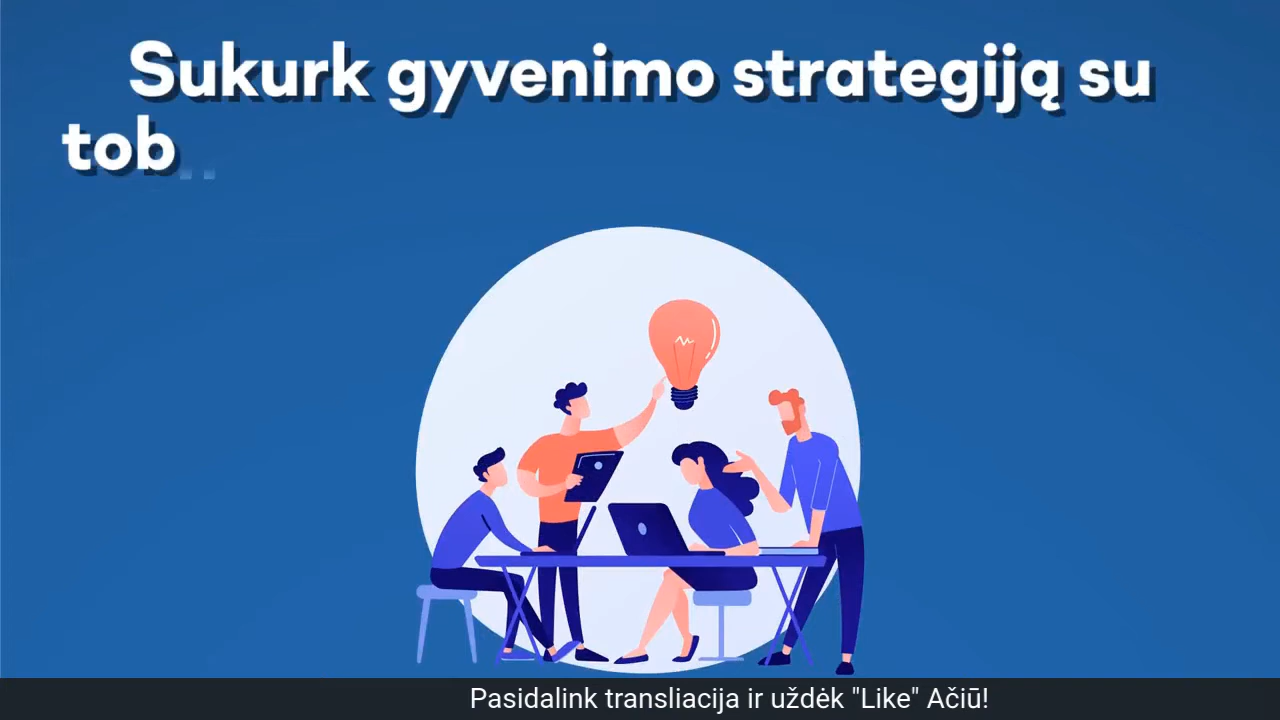 Sukurk gyvenimo strategiją su
tob
Pasidalink transliacija ir uždėk "Like" Ačiū!